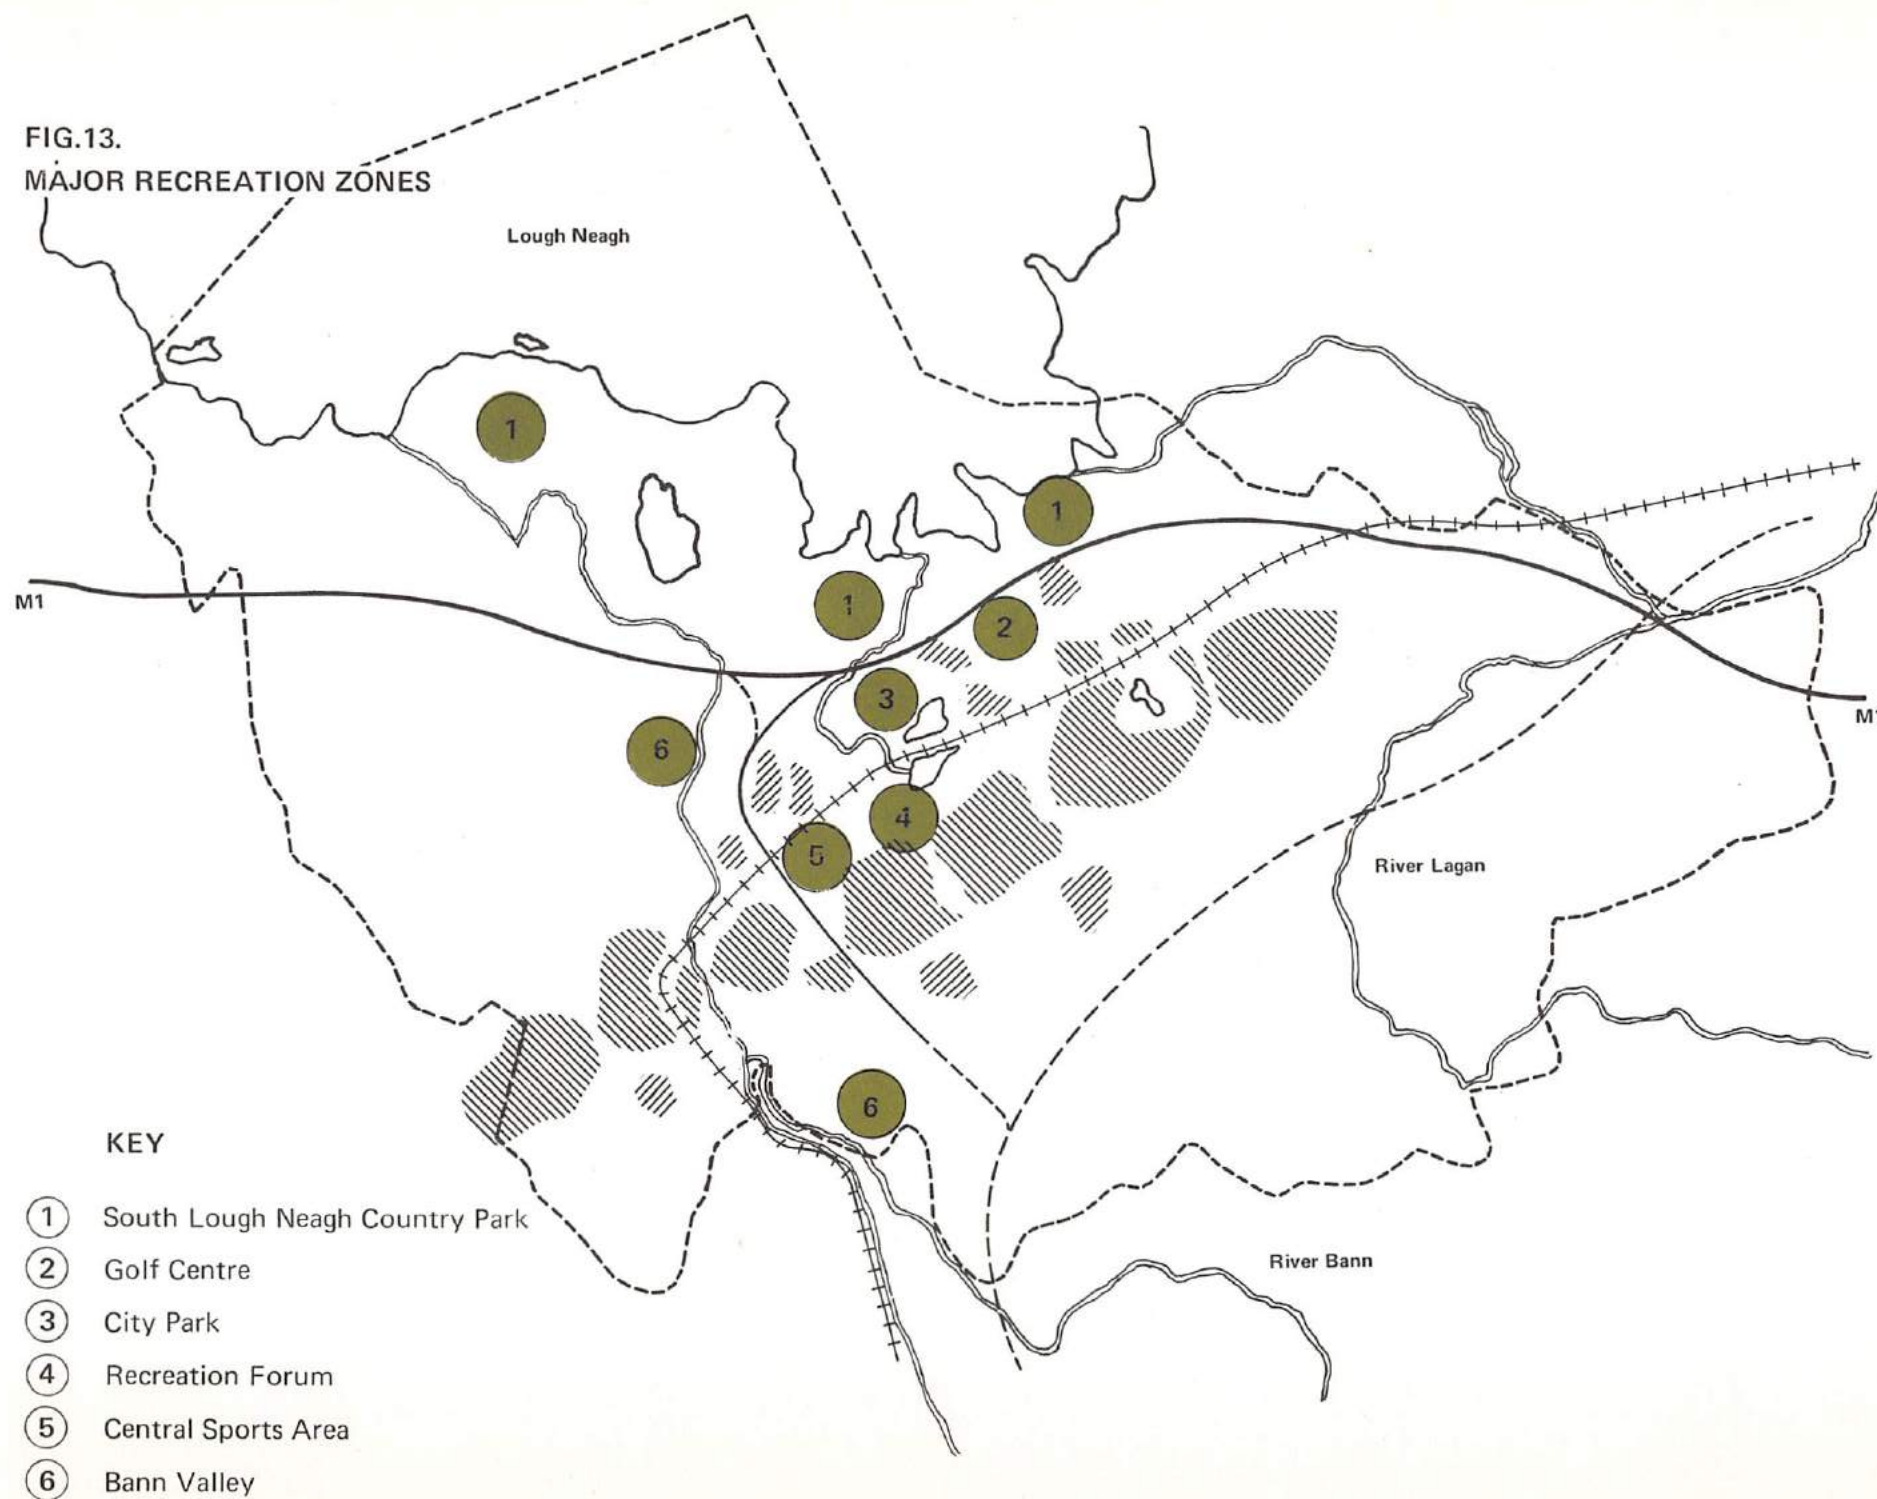 FIG.13.
MAJOR RECREATION ZONES
Lough Neagh
1
1
M1
1
2
3
M1
6
4
5
River Lagan
6
KEY
1 South Lough Neagh Country Park
River Bann
2 Golf Centre
3 City Park
4 Recreation Forum
5 Central Sports Area
6 Bann Valley